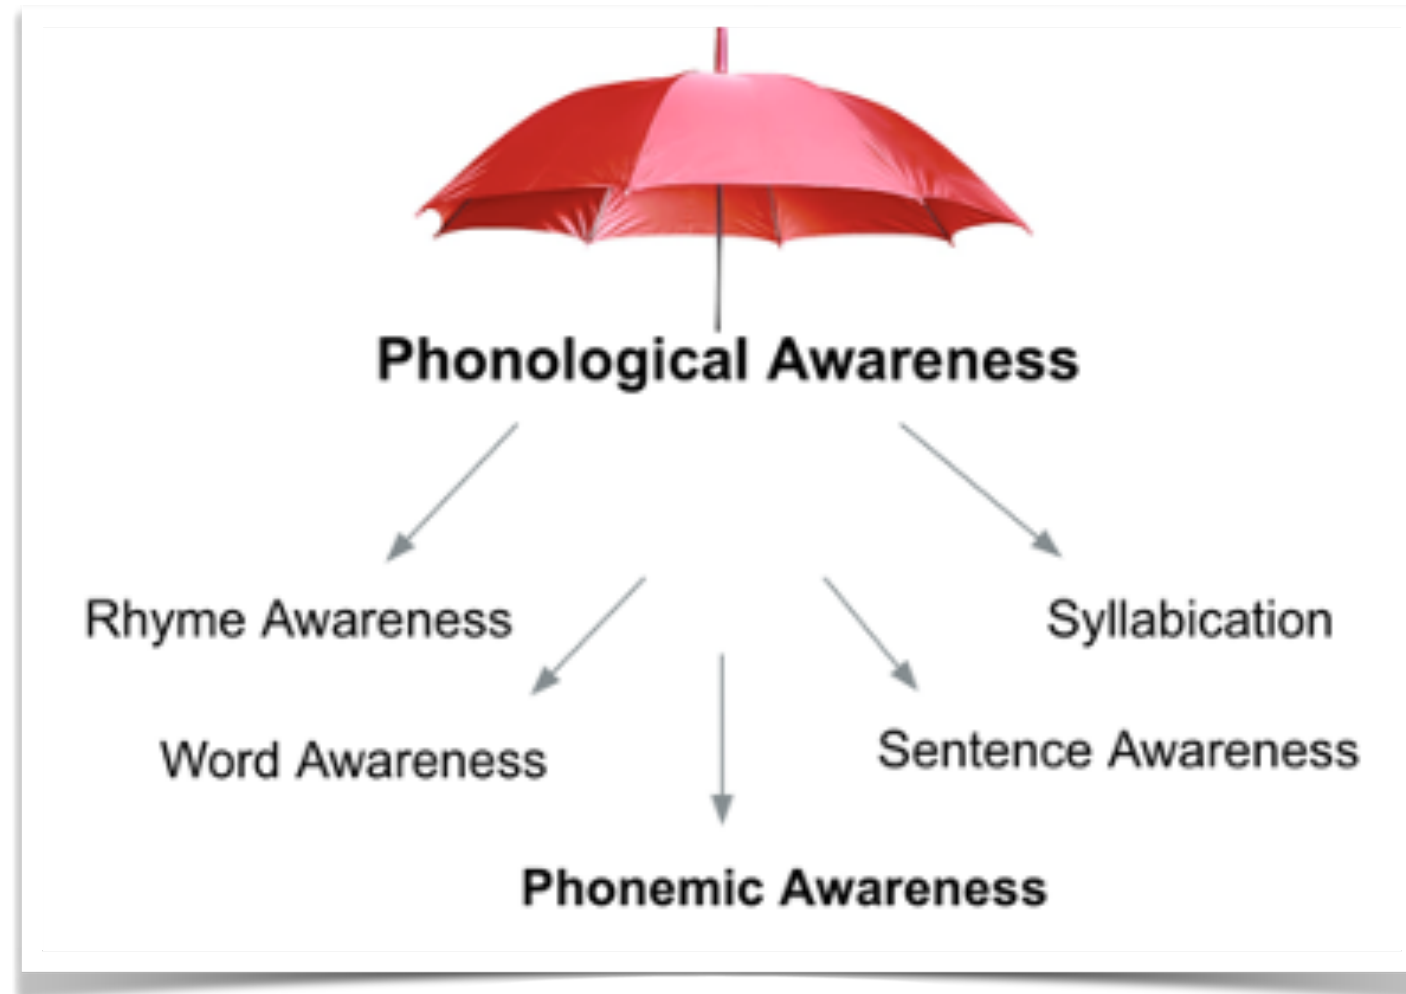 Phonological Awareness
Rhyme Awareness
Syllabication
Word Awareness
Sentence Awareness
Phonemic Awareness